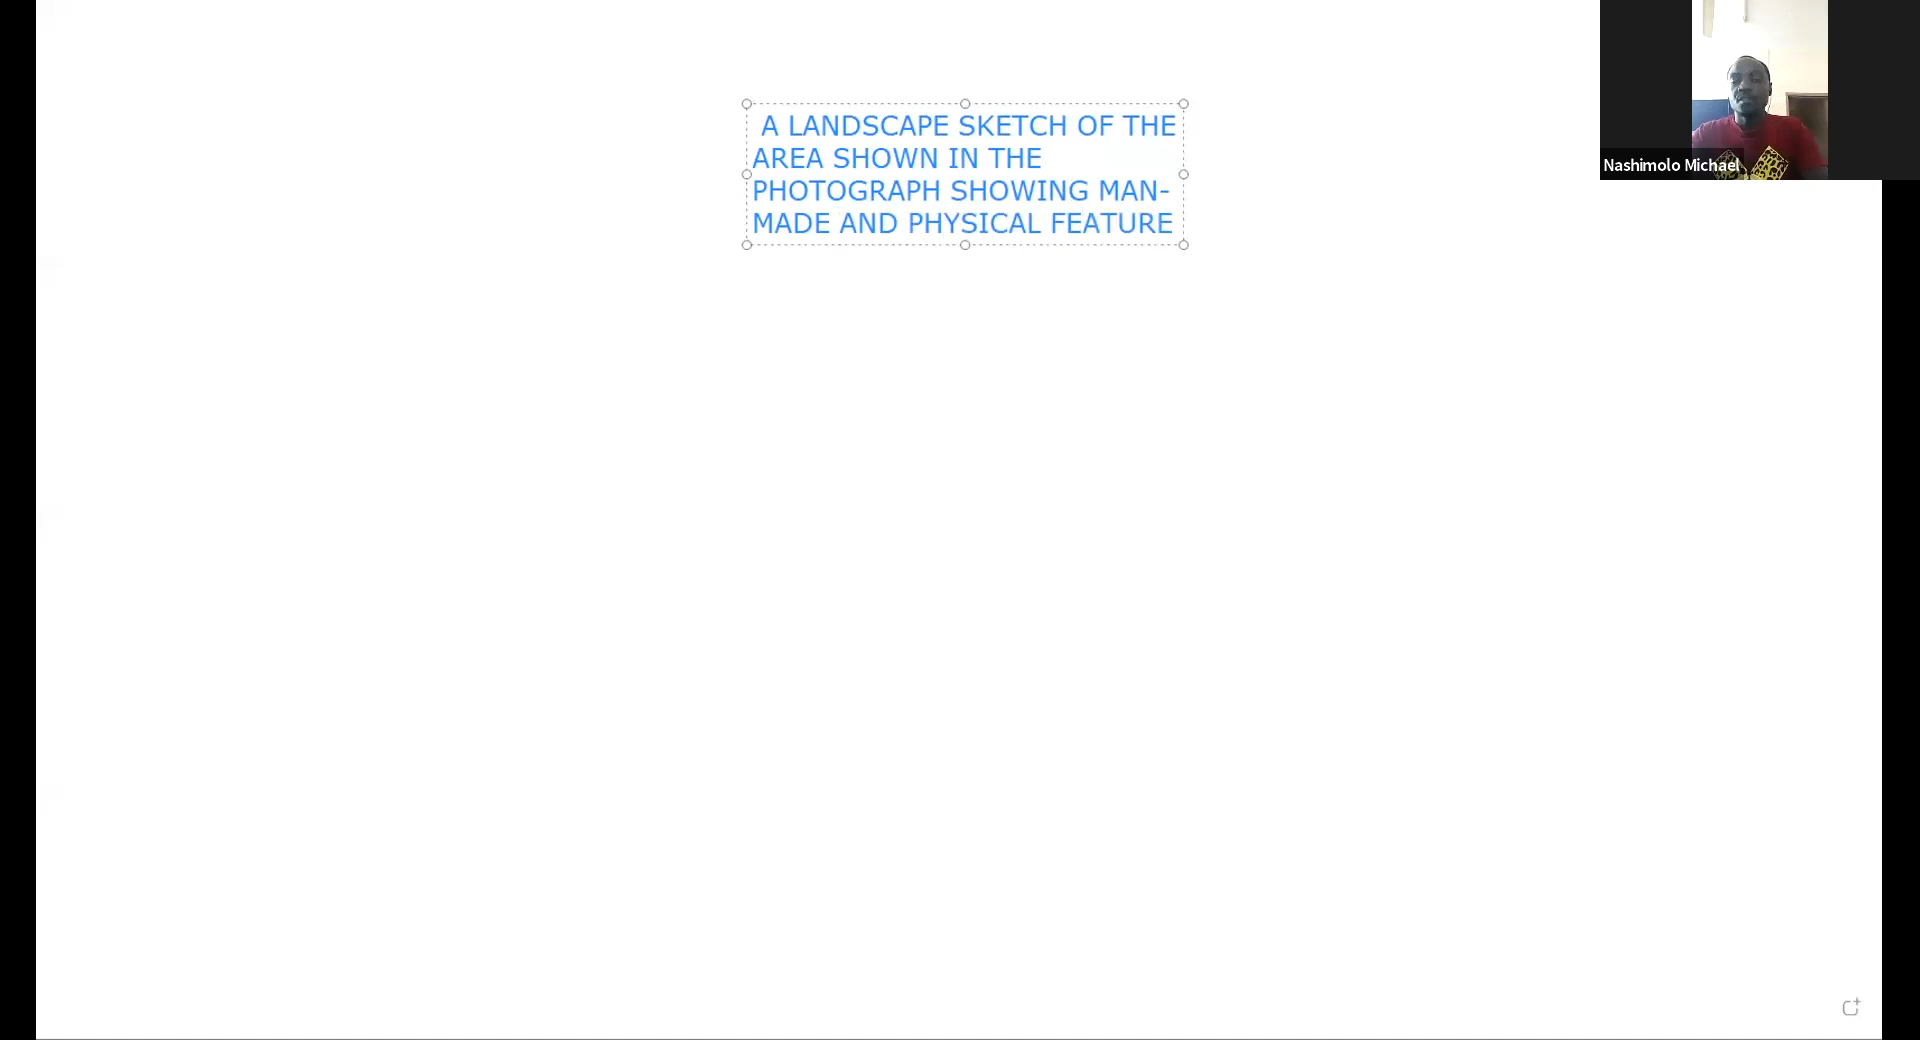 A LANDSCAPE SKETCH OF THE
AREA SHOWN IN THE
PHOTOGRAPH SHOWING MAN-
MADE AND PHYSICAL FEATURE
Nashimolo Michael